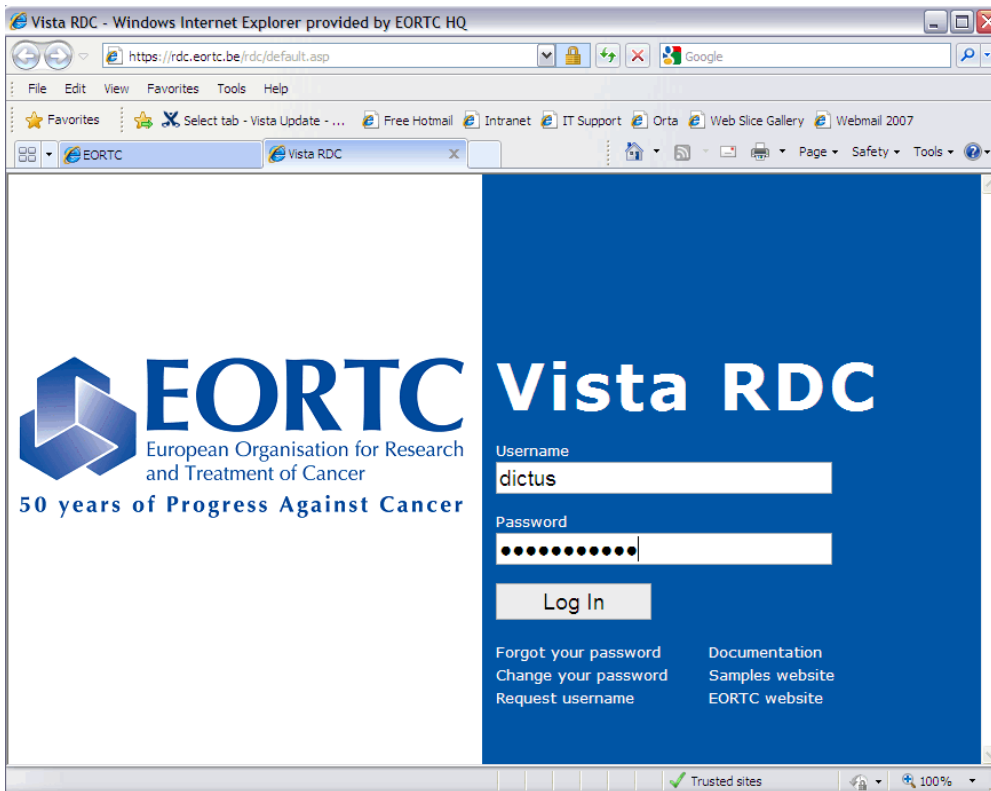 Vista RDC - Windows Internet Explorer provided by EORTC HQ
https://rdc.eortc.be/rdc/default.asp
Google
File Edit View Favorites Tools Help
Favorites Select tab - Vista Update - ... Free Hotmail Intranet IT Support Orta Web Slice Gallery Webmail 2007
EORTC Vista RDC Page Safety Tools
EORTC
European Organisation for Research
and Treatment of Cancer
50 years of Progress Against Cancer
Vista RDC
Username
dictus
Password
●●●●●●●●●●●
Log In
Forgot your password Documentation
Change your password Samples website
Request username EORTC website
Trusted sites 100%